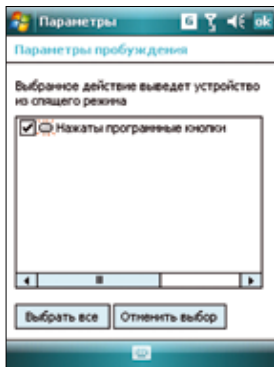 Параметры
G
ok
Параметры пробуждения
Выбранное действие выведет устройство
из спящего режима
Нажаты программные кнопки
Выбрать все
Отменить выбор